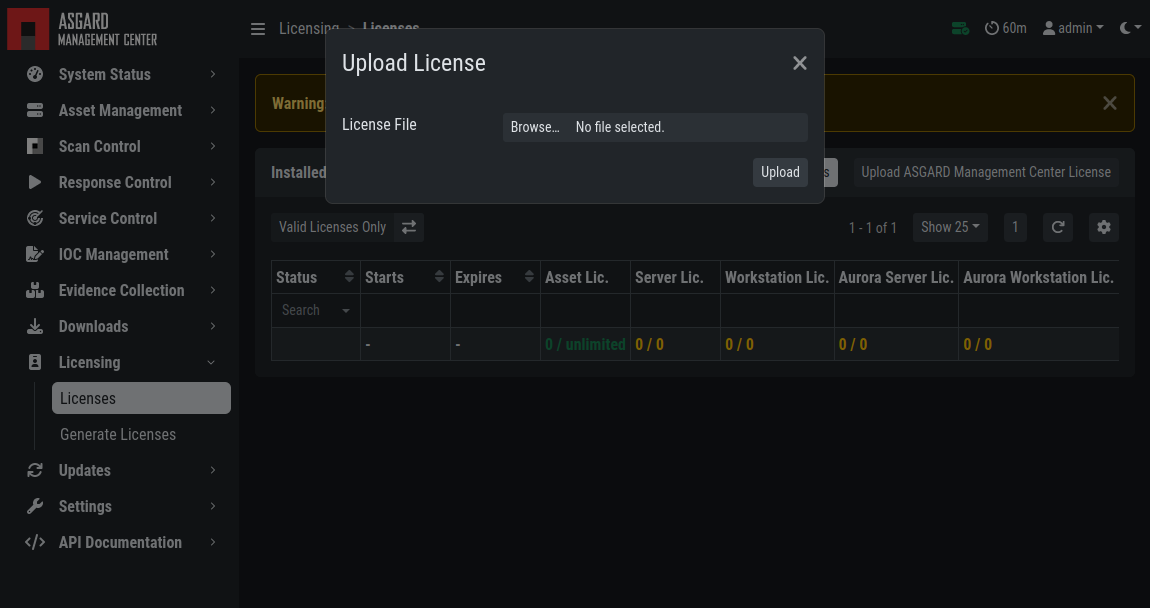 ASGARD
MANAGEMENT CENTER
System Status
Asset Management
Scan Control
Response Control
Service Control
IOC Management
Evidence Collection
Downloads
Licensing
Licenses
Generate Licenses
Updates
Settings
API Documentation
Licensing > Licenses
60m admin
Warning
Upload License
License File Browse… No file selected.
Upload
Installed
Upload ASGARD Management Center License
Valid Licenses Only 1 - 1 of 1 Show 25 1
Status Starts Expires Asset Lic. Server Lic. Workstation Lic. Aurora Server Lic. Aurora Workstation Lic.
Search
- - 0 / unlimited 0 / 0 0 / 0 0 / 0 0 / 0